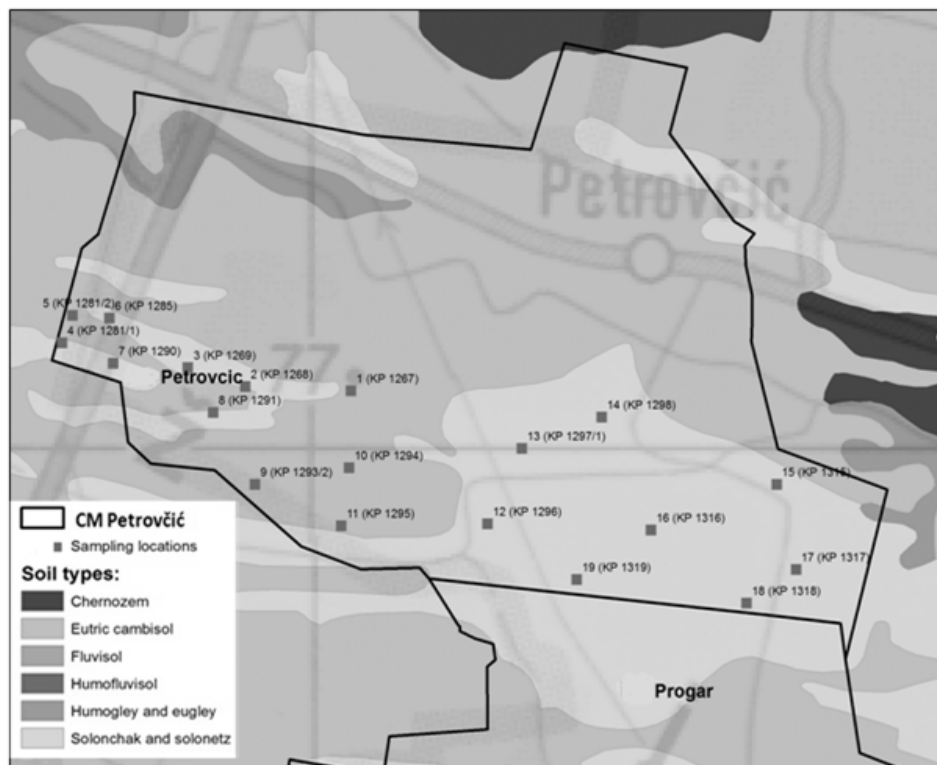 Petrovčić
5 (KP 1281/2)
6 (KP 1285)
4 (KP 1281/1)
7 (KP 1290)
3 (KP 1269)
77
Petrovcic
2 (KP 1268)
1 (KP 1267)
8 (KP 1291)
14 (KP 1298)
13 (KP 1297/1)
10 (KP 1294)
9 (KP 1293/2)
15 (KP 1315)
11 (KP 1295)
12 (KP 1296)
16 (KP 1316)
17 (KP 1317)
19 (KP 1319)
18 (KP 1318)
Progar
CM Petrovčić
Sampling locations
Soil types:
Chernozem
Eutric cambisol
Fluvisol
Humofluvisol
Humogley and eugley
Solonchak and solonetz